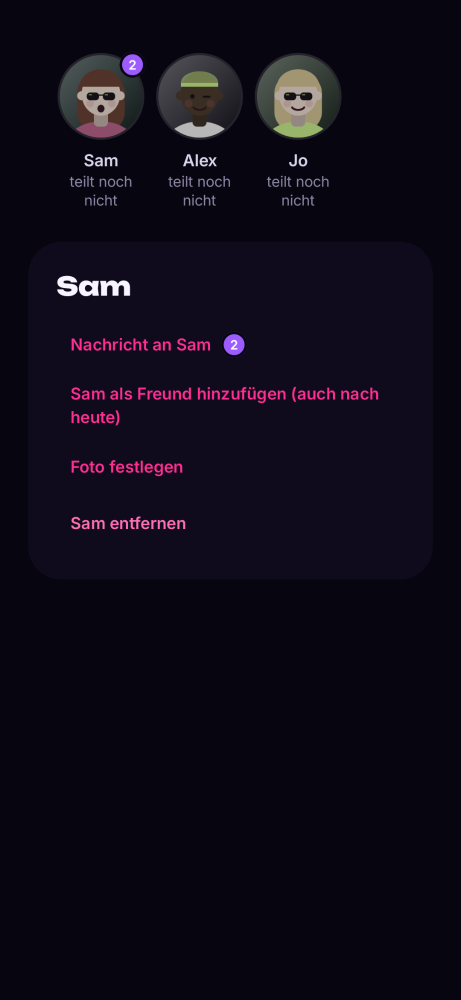 2
Sam
teilt noch
nicht
Alex
teilt noch
nicht
Jo
teilt noch
nicht
Sam
Nachricht an Sam 2
Sam als Freund hinzufügen (auch nach
heute)
Foto festlegen
Sam entfernen